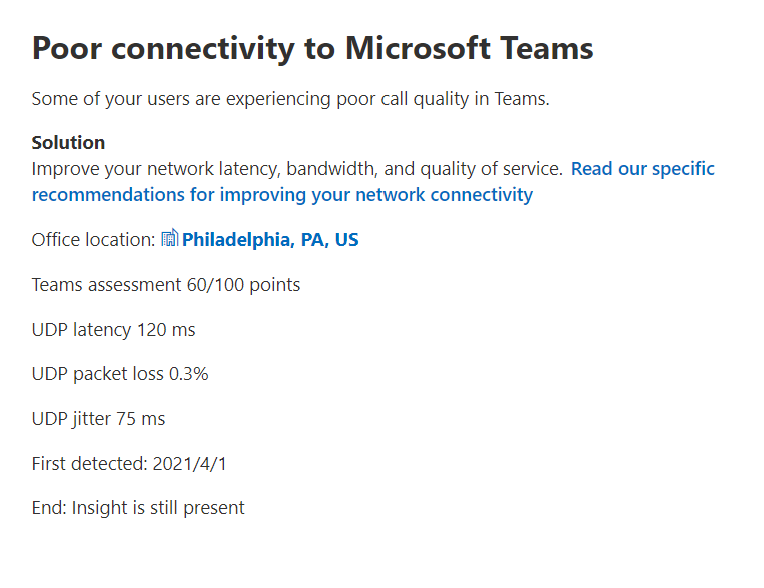 Poor connectivity to Microsoft Teams
Some of your users are experiencing poor call quality in Teams.
Solution
Improve your network latency, bandwidth, and quality of service. Read our specific
recommendations for improving your network connectivity
Office location: Philadelphia, PA, US
Teams assessment 60/100 points
UDP latency 120 ms
UDP packet loss 0.3%
UDP jitter 75 ms
First detected: 2021/4/1
End: Insight is still present